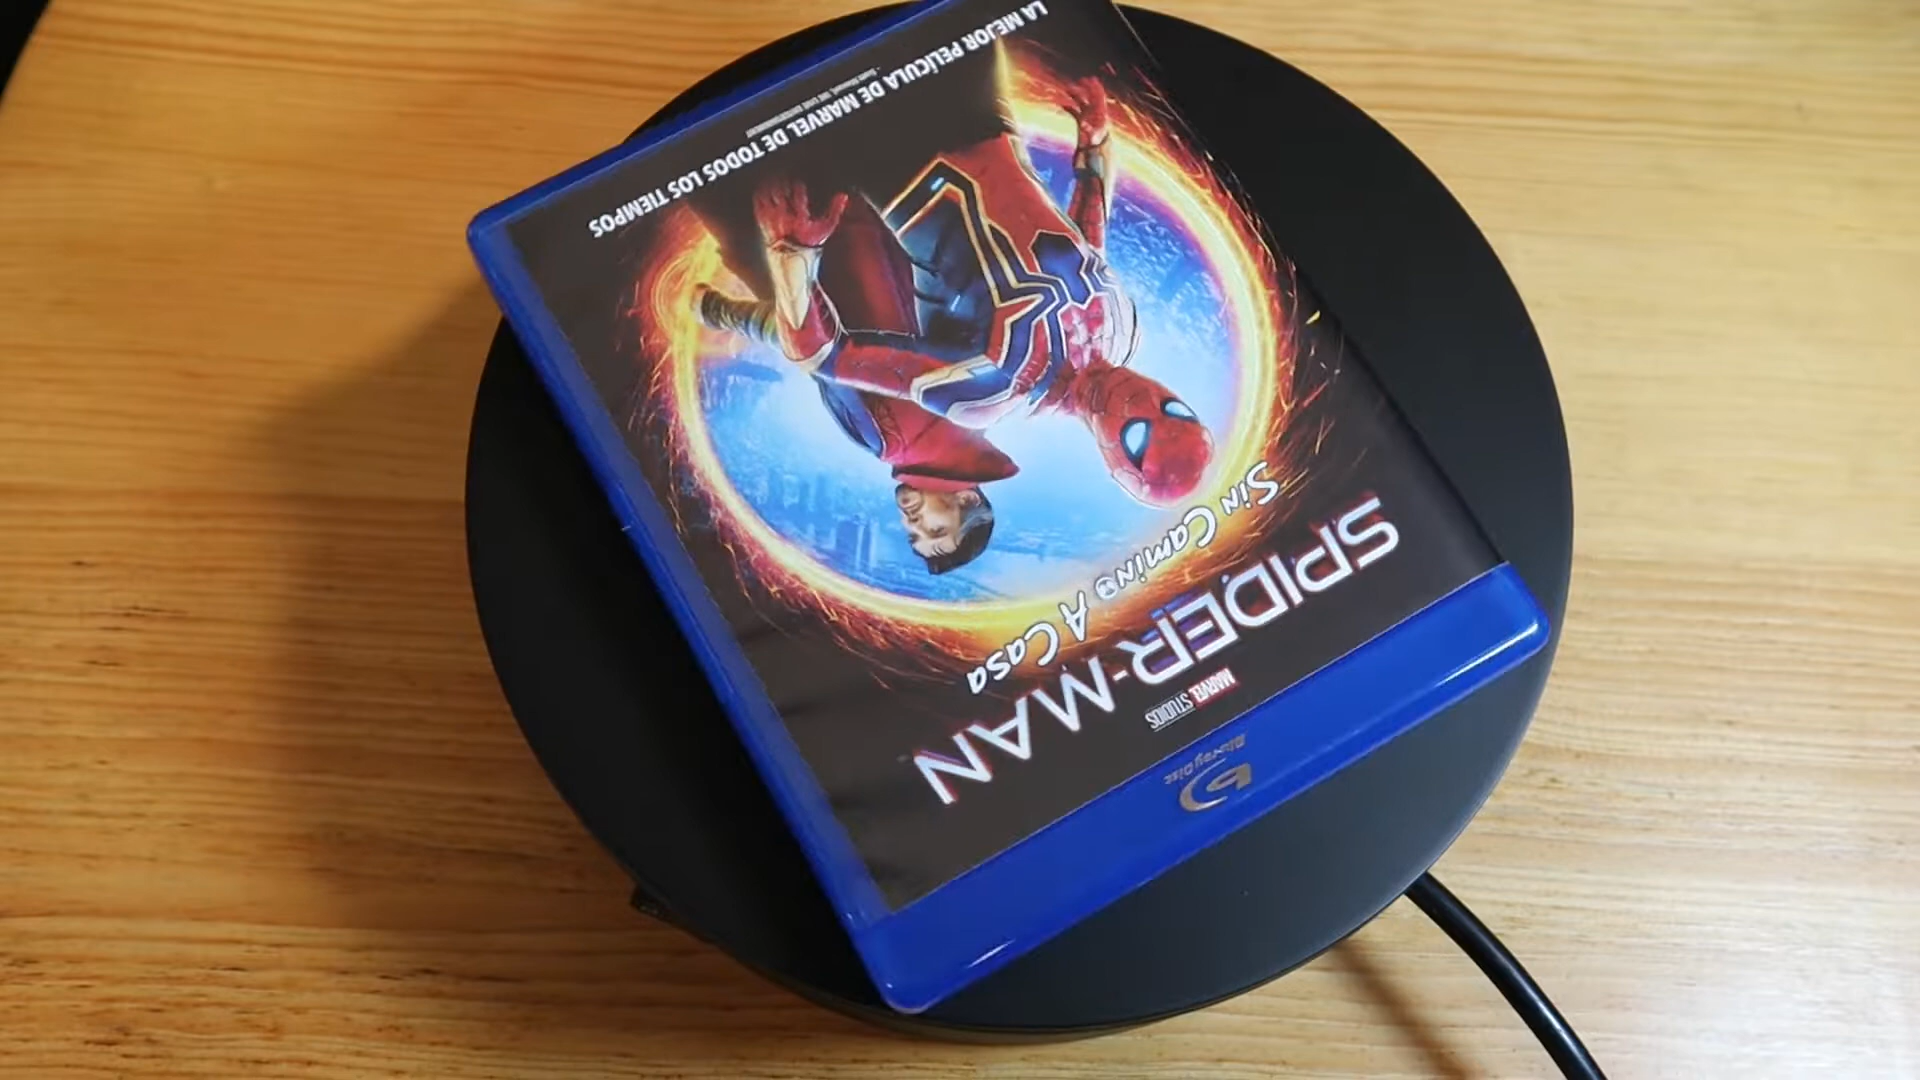 Blu-ray Disc
MARVEL STUDIOS
SPIDER-MAN
Sin Camino A Casa
LA MEJOR PELÍCULA DE MARVEL DE TODOS LOS TIEMPOS